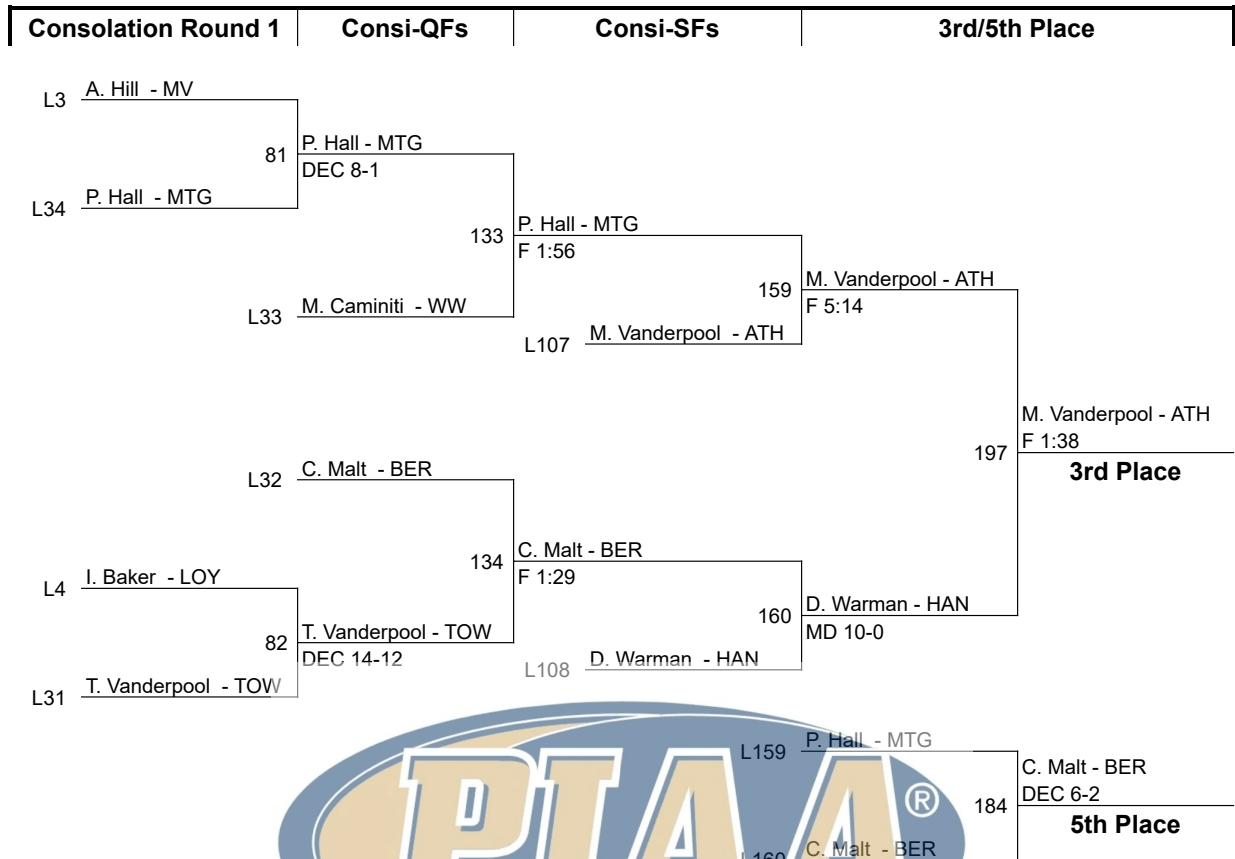 Consolation Round 1 Consi-QFs Consi-SFs 3rd/5th Place
L3 A. Hill - MV
81 P. Hall - MTG
DEC 8-1
L34 P. Hall - MTG
133 P. Hall - MTG
F 1:56
159 M. Vanderpool - ATH
F 5:14
L33 M. Caminiti - WW
L107 M. Vanderpool - ATH
197 M. Vanderpool - ATH
F 1:38
3rd Place
L32 C. Malt - BER
134 C. Malt - BER
F 1:29
L4 I. Baker - LOY
160 D. Warman - HAN
MD 10-0
82 T. Vanderpool - TOW
DEC 14-12
L108 D. Warman - HAN
L31 T. Vanderpool - TOW
L159 P. Hall - MTG
184 C. Malt - BER
DEC 6-2
5th Place
L160 C. Malt - BER
PIAA ®